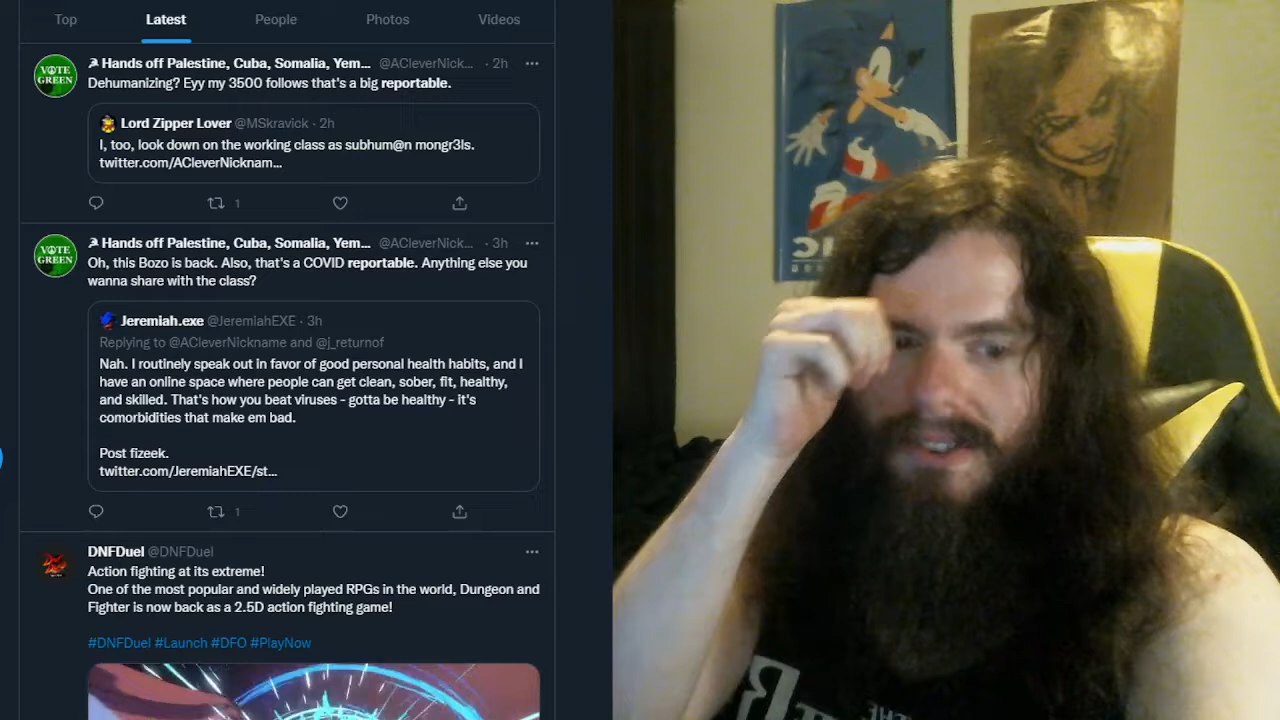 Top Latest People Photos Videos
VOTE GREEN
Hands off Palestine, Cuba, Somalia, Yem... @ACleverNick... · 2h
Dehumanizing? Eyy my 3500 follows that's a big reportable.
Lord Zipper Lover @MSkravick · 2h
I, too, look down on the working class as subhum@n mongr3ls.
twitter.com/ACleverNicknam...
1
VOTE GREEN
Hands off Palestine, Cuba, Somalia, Yem... @ACleverNick... · 3h
Oh, this Bozo is back. Also, that's a COVID reportable. Anything else you
wanna share with the class?
Jeremiah.exe @JeremiahEXE · 3h
Replying to @ACleverNickname and @j_returnof
Nah. I routinely speak out in favor of good personal health habits, and I
have an online space where people can get clean, sober, fit, healthy,
and skilled. That's how you beat viruses - gotta be healthy - it's
comorbidities that make em bad.
Post fizeek.
twitter.com/JeremiahEXE/st...
1
DNFDuel @DNFDuel
Action fighting at its extreme!
One of the most popular and widely played RPGs in the world, Dungeon and
Fighter is now back as a 2.5D action fighting game!
#DNFDuel #Launch #DFO #PlayNow
THE